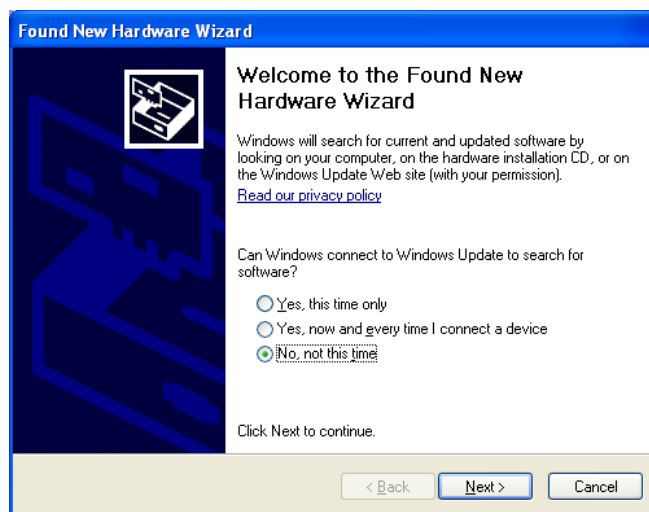 Found New Hardware Wizard
Welcome to the Found New
Hardware Wizard
Windows will search for current and updated software by
looking on your computer, on the hardware installation CD, or on
the Windows Update Web site (with your permission).
Read our privacy policy
Can Windows connect to Windows Update to search for
software?
Yes, this time only
Yes, now and every time I connect a device
No, not this time
Click Next to continue.
< Back Next > Cancel